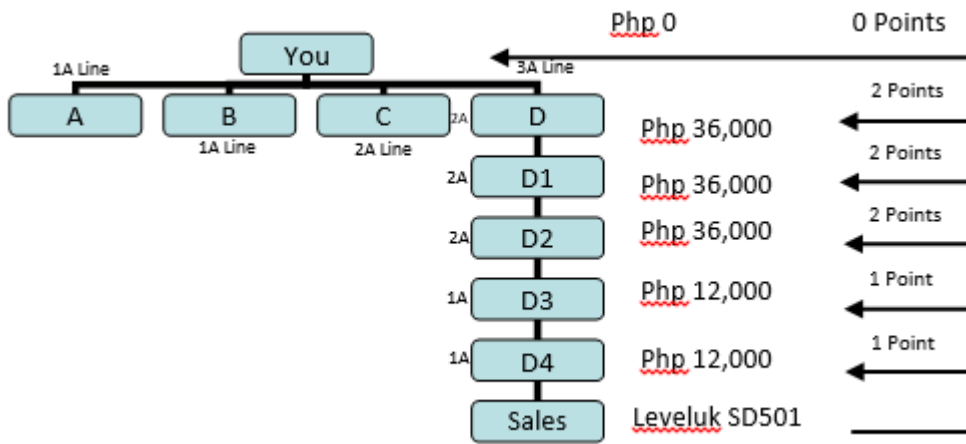 Php 0 0 Points
You
1A Line 3A Line
2 Points
A B C 2A D
Php 36,000
1A Line 2A Line
2 Points
2A D1 Php 36,000
2 Points
2A D2 Php 36,000
1 Point
1A D3 Php 12,000
1 Point
1A D4 Php 12,000
Sales Leveluk SD501